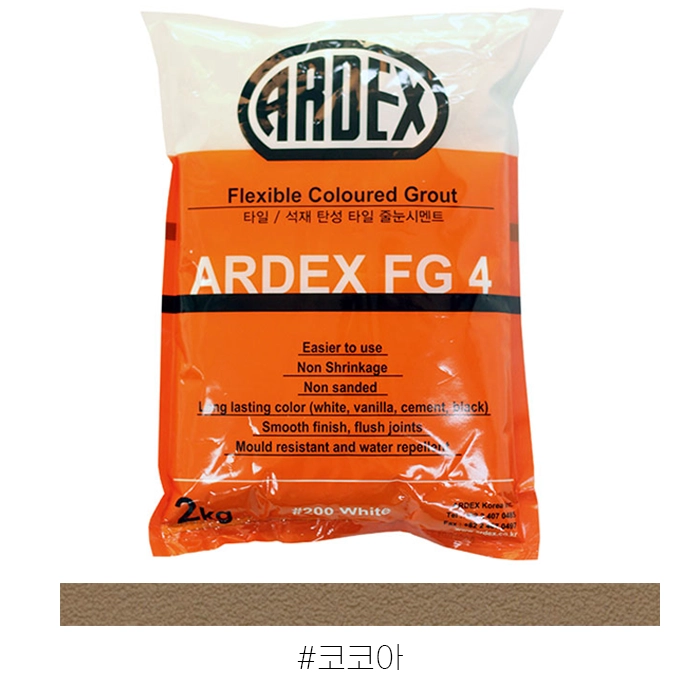 ARDEX
Flexible Coloured Grout
타일 / 석재 탄성 타일 줄눈시멘트
ARDEX FG 4
Easier to use
Non Shrinkage
Non sanded
Long lasting color (white, vanilla, cement, black)
Smooth finish, flush joints
Mould resistant and water repellent
2kg
#200 White
ARDEX Korea
#코코아